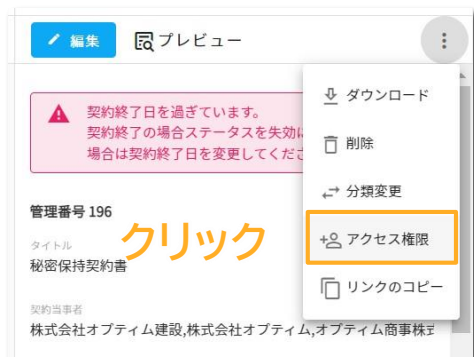 編集
プレビュー
契約終了日を過ぎています。
契約終了の場合ステータスを失効に
場合は契約終了日を変更してくださ
ダウンロード
削除
分類変更
アクセス権限
リンクのコピー
管理番号 196
クリック
タイトル
秘密保持契約書
契約当事者
株式会社オプティム建設,株式会社オプティム,オプティム商事株式